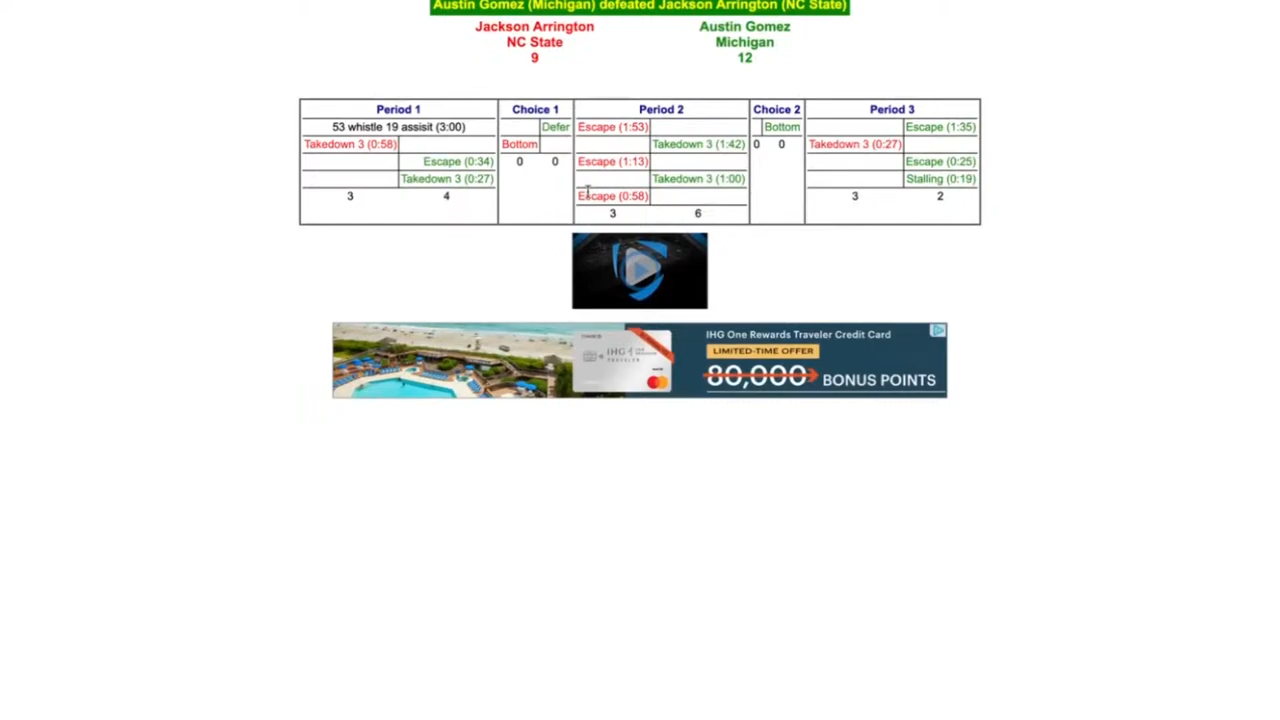 Austin Gomez (Michigan) defeated Jackson Arrington (NC State)
Jackson Arrington Austin Gomez
NC State Michigan
9 12
Period 1 Choice 1 Period 2 Choice 2 Period 3
53 whistle 19 assisit (3:00) Defer Escape (1:53) Bottom Escape (1:35)
Takedown 3 (0:58) Bottom Takedown 3 (1:42) 0 0 Takedown 3 (0:27)
Escape (0:34) 0 0 Escape (1:13) Escape (0:25)
Takedown 3 (0:27) Takedown 3 (1:00) Stalling (0:19)
3 4 Escape (0:58) 3 2
3 6
IHG One Rewards Traveler Credit Card
LIMITED-TIME OFFER
80,000 BONUS POINTS
IHG
TRAVELER